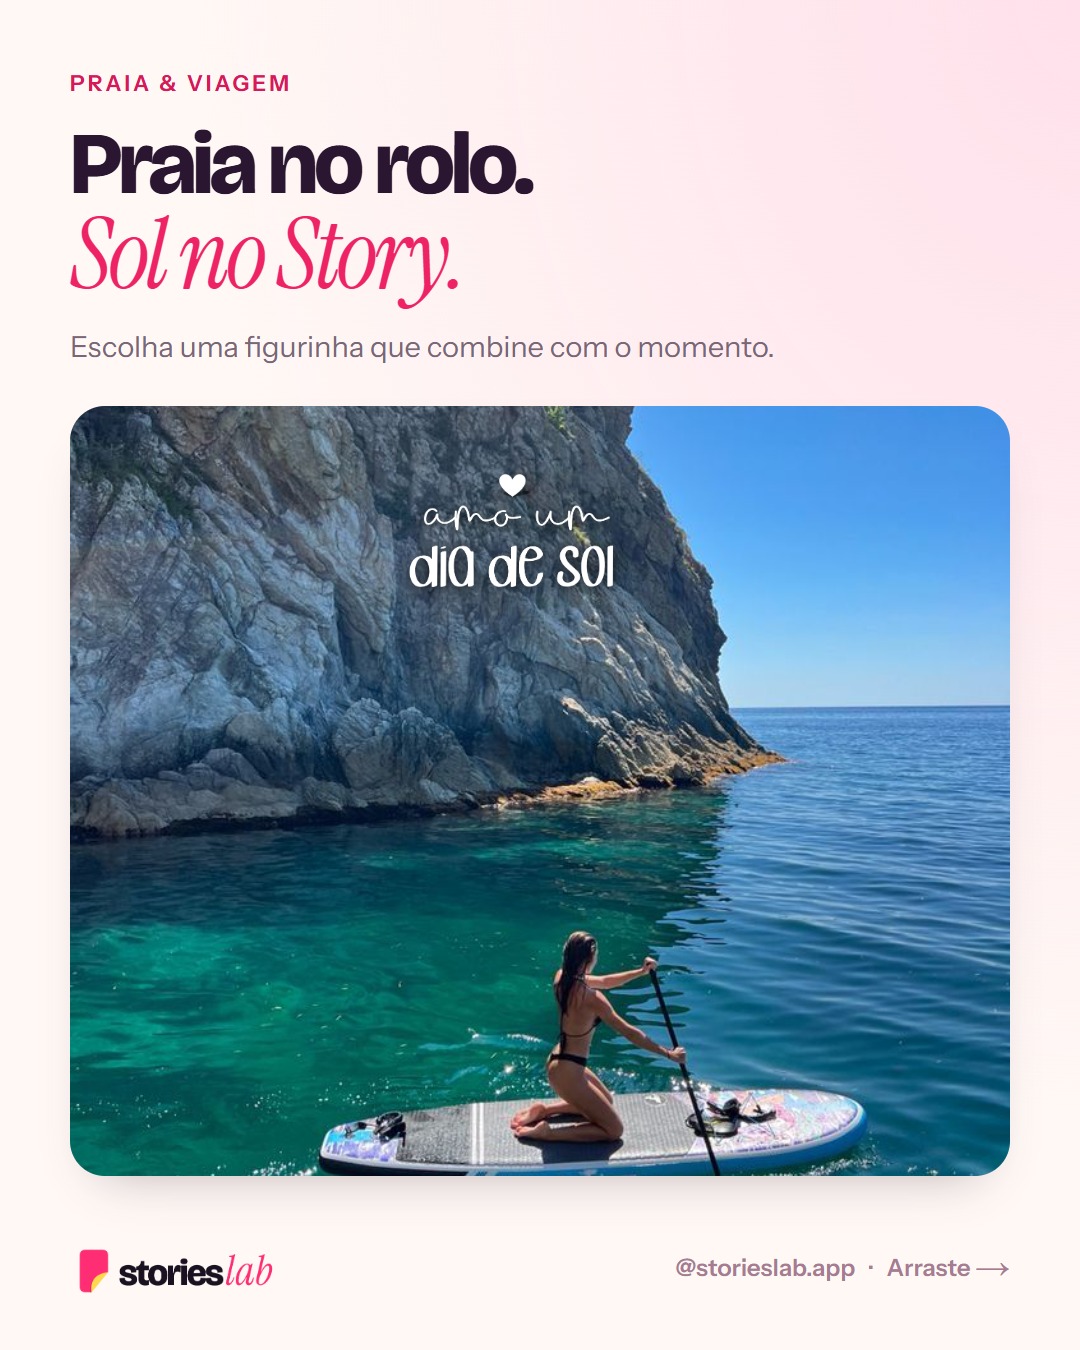 PRAIA & VIAGEM
Praia no rolo.
Sol no Story.
Escolha uma figurinha que combine com o momento.
amo um
dia de sol
storieslab
@storieslab.app · Arraste →